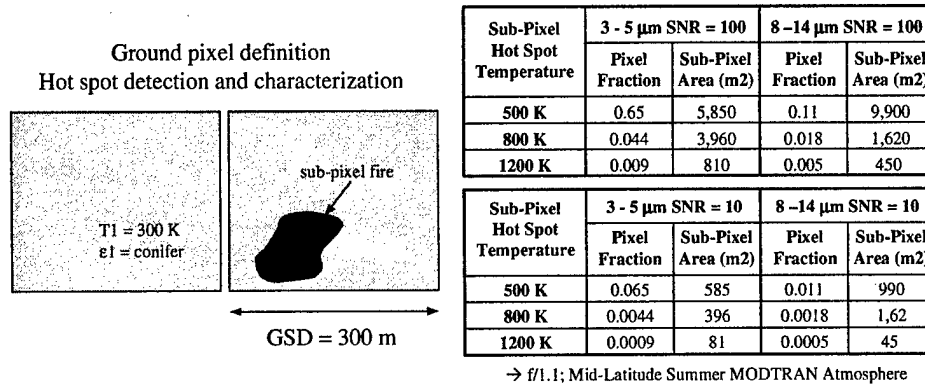 Ground pixel definition
Hot spot detection and characterization
sub-pixel fire
T1 = 300 K
ε1 = conifer
GSD = 300 m
Sub-Pixel Hot Spot Temperature | 3 - 5 µm SNR = 100 | 8 –14 µm SNR = 100
Pixel Fraction | Sub-Pixel Area (m2) | Pixel Fraction | Sub-Pixel Area (m2)
500 K | 0.65 | 5,850 | 0.11 | 9,900
800 K | 0.044 | 3,960 | 0.018 | 1,620
1200 K | 0.009 | 810 | 0.005 | 450
Sub-Pixel Hot Spot Temperature | 3 - 5 µm SNR = 10 | 8–14 µm SNR = 10
Pixel Fraction | Sub-Pixel Area (m2) | Pixel Fraction | Sub-Pixel Area (m2)
500 K | 0.065 | 585 | 0.011 | 990
800 K | 0.0044 | 396 | 0.0018 | 1,62
1200 K | 0.0009 | 81 | 0.0005 | 45
→ f/1.1; Mid-Latitude Summer MODTRAN Atmosphere